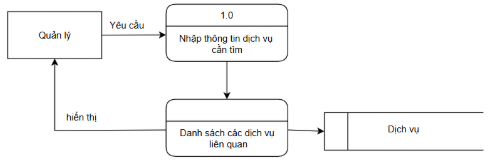 Quản lý
Yêu cầu
1.0
Nhập thông tin dịch vụ
cần tìm
hiển thị
Danh sách các dịch vụ
liên quan
Dịch vụ